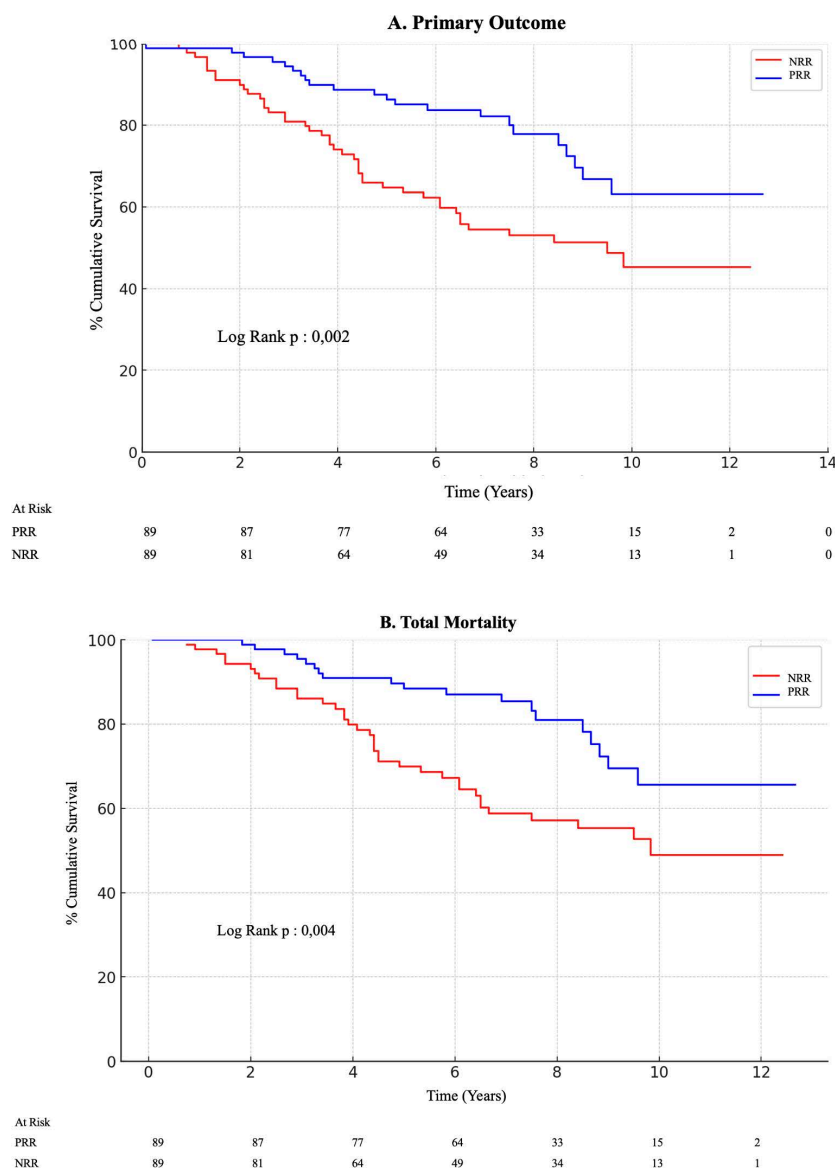 A. Primary Outcome
100
80
60
40
20
0
% Cumulative Survival
NRR
PRR
Log Rank p : 0,002
0 2 4 6 8 10 12 14
Time (Years)
At Risk
PRR 89 87 77 64 33 15 2 0
NRR 89 81 64 49 34 13 1 0
B. Total Mortality
100
80
60
40
20
0
% Cumulative Survival
NRR
PRR
Log Rank p : 0,004
0 2 4 6 8 10 12
Time (Years)
At Risk
PRR 89 87 77 64 33 15 2
NRR 89 81 64 49 34 13 1